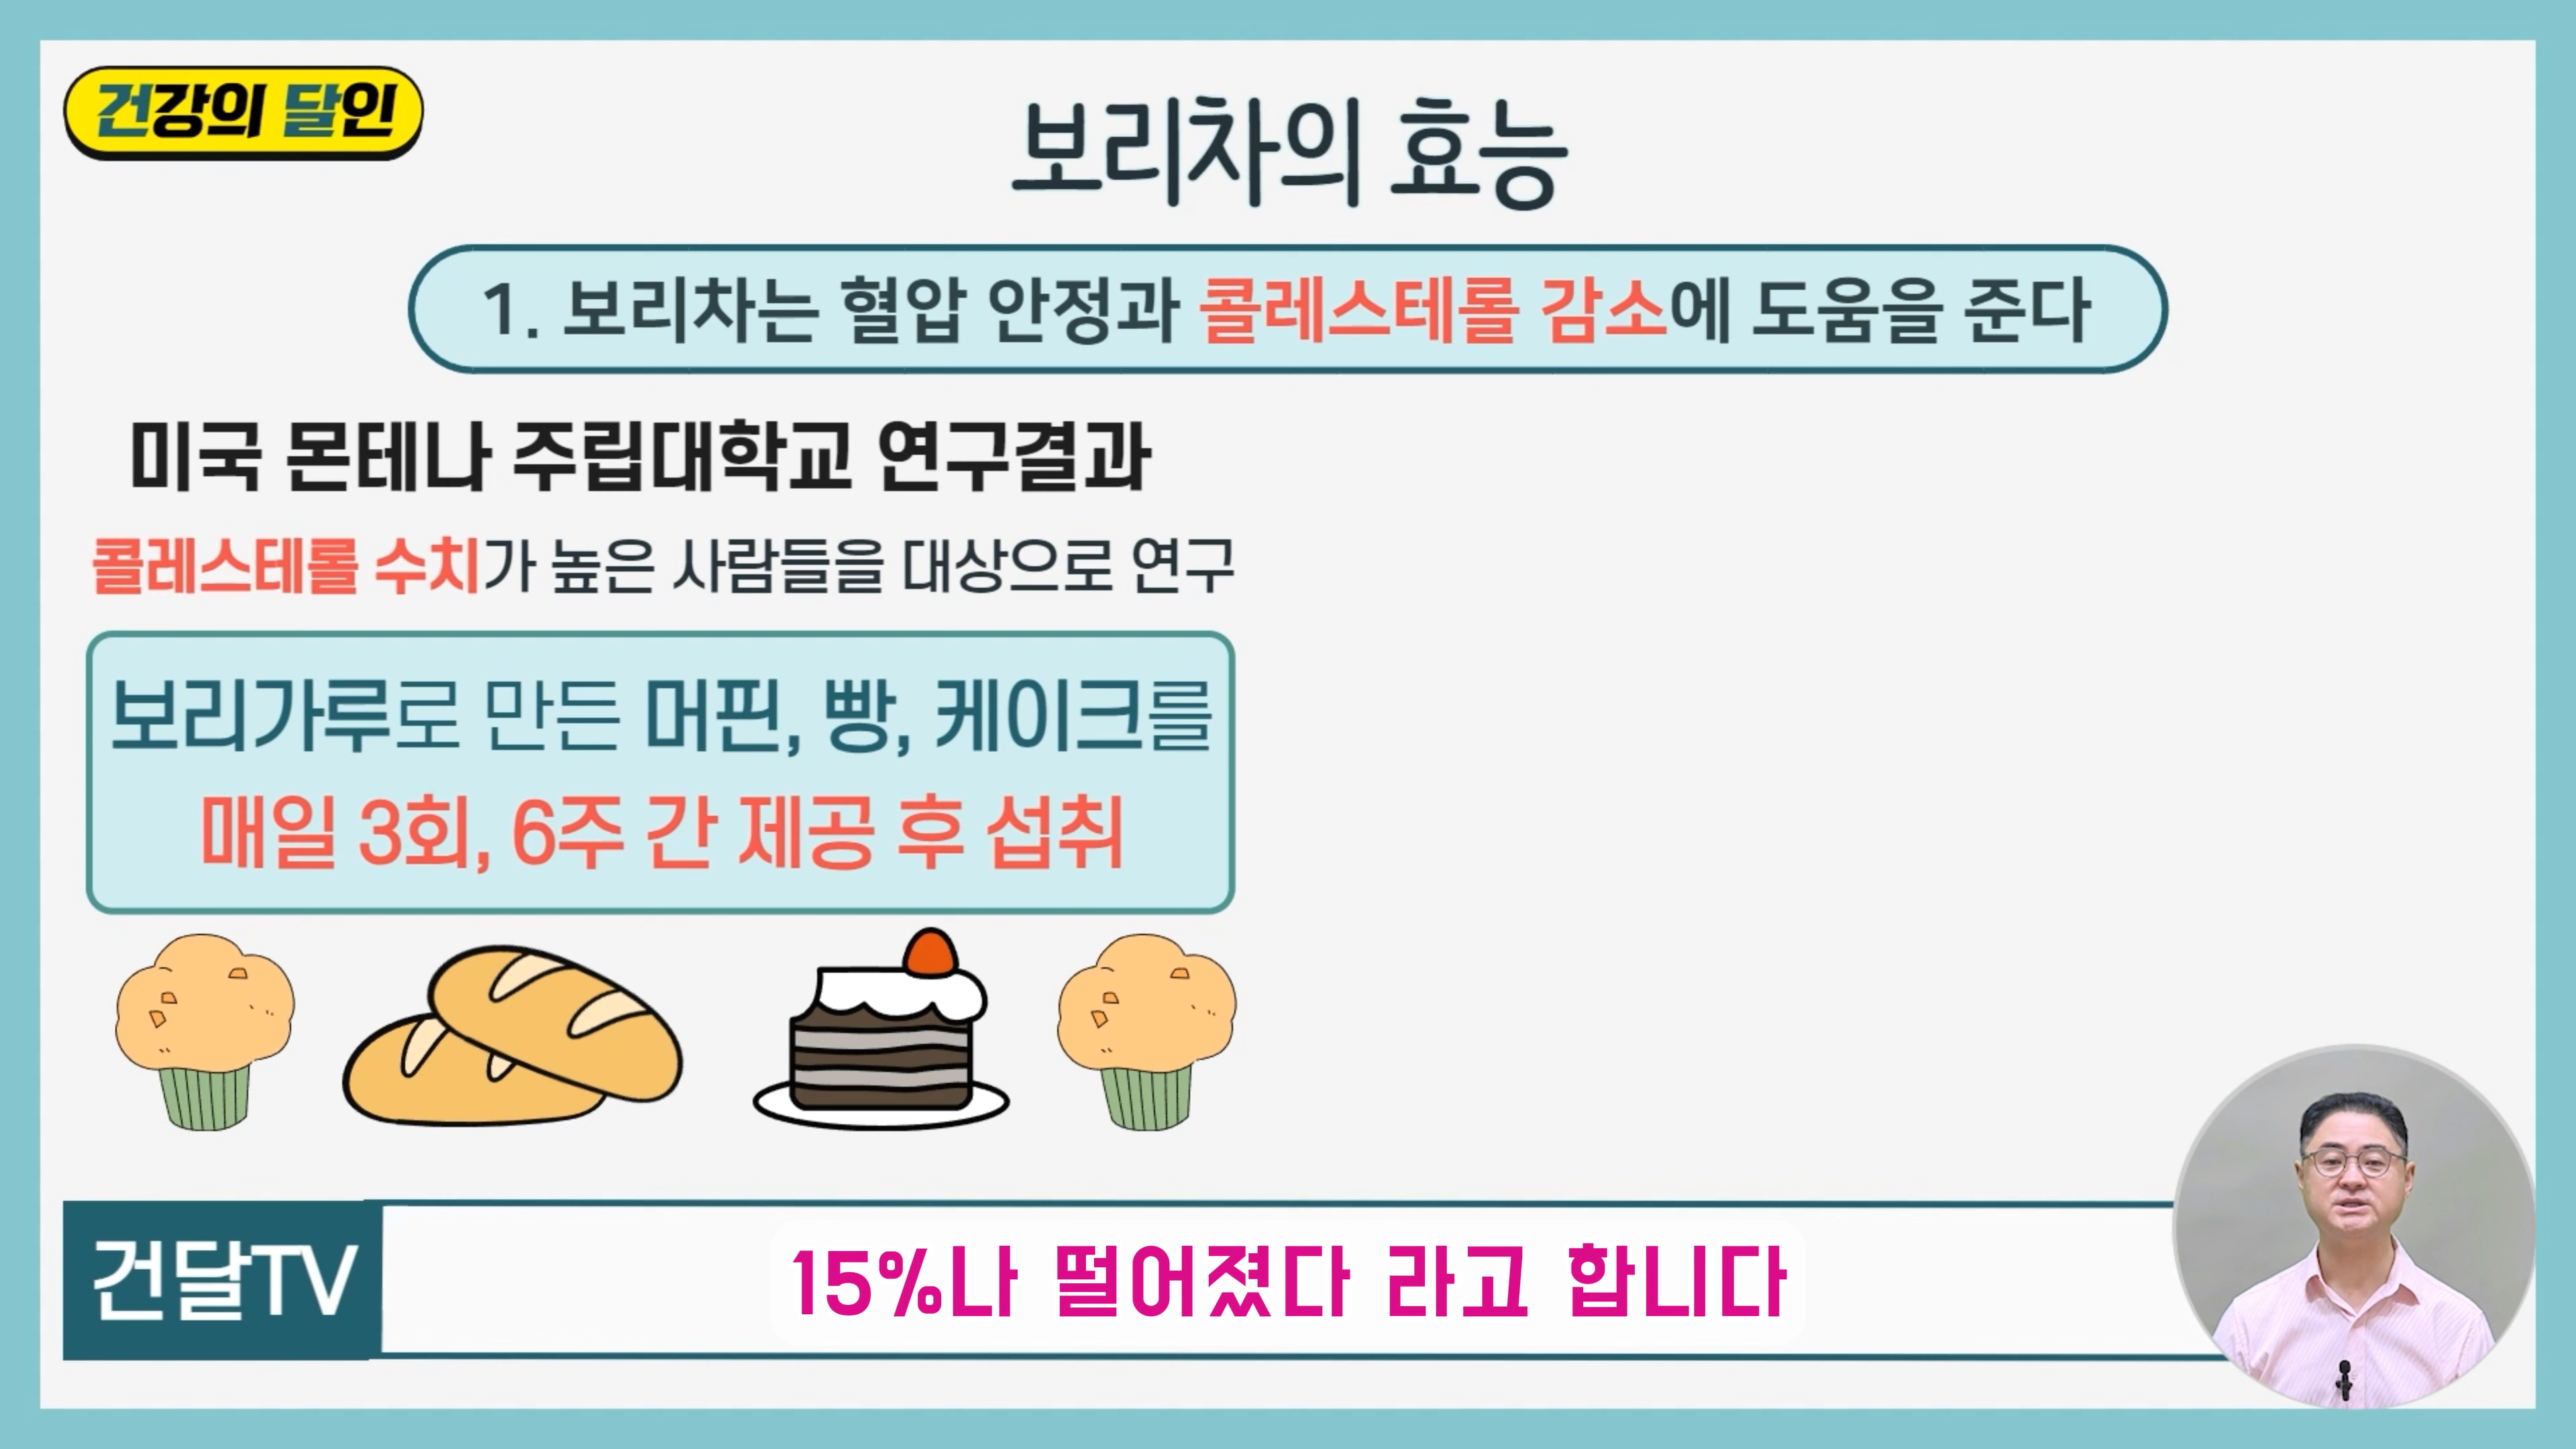 건강의 달인
보리차의 효능
1. 보리차는 혈압 안정과 콜레스테롤 감소에 도움을 준다
미국 몬테나 주립대학교 연구결과
콜레스테롤 수치가 높은 사람들을 대상으로 연구
보리가루로 만든 머핀, 빵, 케이크를
매일 3회, 6주 간 제공 후 섭취
건달TV
15%나 떨어졌다 라고 합니다